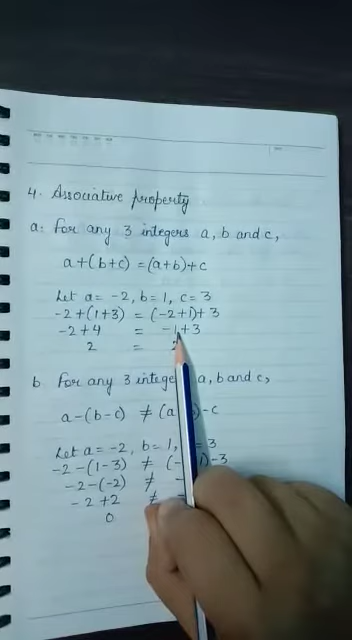 4. Associative property
a. For any 3 integers a, b and c,
a+(b+c) = (a+b)+c
Let a = -2, b = 1, c = 3
-2+(1+3) = (-2+1)+3
-2+4 = -1+3
2 = 2
b For any 3 a, b and c,
a-(b-c) ≠ (a -c
Let a = -2, b = 1, = 3
-2-(1-3) ≠ (- 1)-3
-2-(-2) ≠ -
-2+2 ≠
0